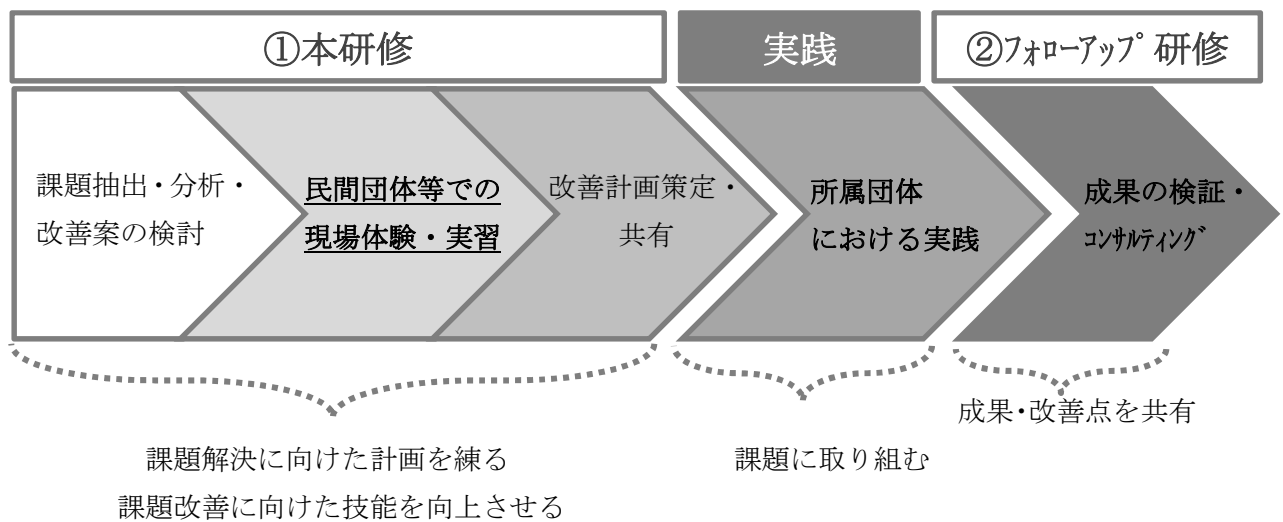 ①本研修
実践
②ﾌｫﾛｰｱｯﾌﾟ研修
課題抽出・分析・
改善案の検討
民間団体等での
現場体験・実習
改善計画策定・
共有
所属団体
における実践
成果の検証・
ｺﾝｻﾙﾃｨﾝｸﾞ
課題解決に向けた計画を練る
課題改善に向けた技能を向上させる
課題に取り組む
成果・改善点を共有